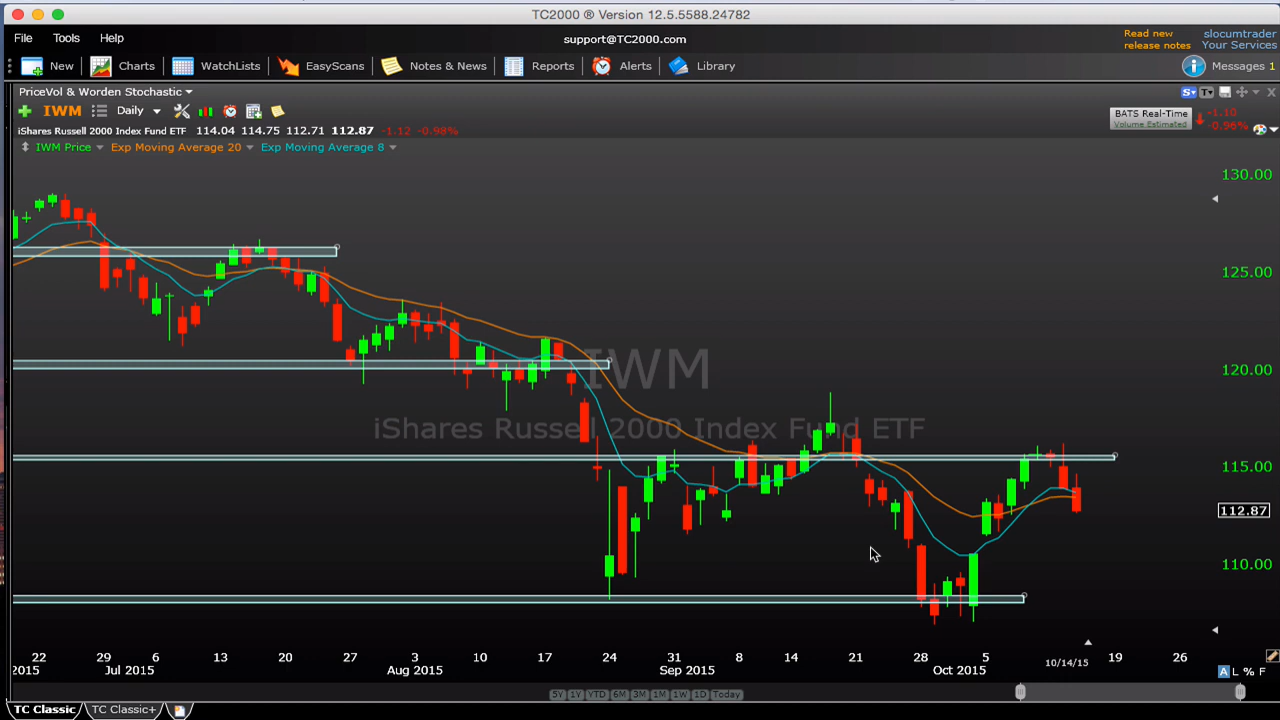 TC2000 ® Version 12.5.5588.24782
File Tools Help
support@TC2000.com
Read new release notes
slocumtrader
Your Services
New Charts WatchLists EasyScans Notes & News Reports Alerts Library
Messages 1
PriceVol & Worden Stochastic
S T
IWM Daily
BATS Real-Time
Volume Estimated
-1.10
-0.96%
iShares Russell 2000 Index Fund ETF 114.04 114.75 112.71 112.87 -1.12 -0.98%
IWM Price Exp Moving Average 20 Exp Moving Average 8
130.00
125.00
120.00
115.00
112.87
110.00
IWM
iShares Russell 2000 Index Fund ETF
22 29 6 13 20 27 3 10 17 24 31 8 14 21 28 5 10/14/15 19 26
2015 Jul 2015 Aug 2015 Sep 2015 Oct 2015
A L % F
5Y 1Y YTD 6M 3M 1M 1W 1D Today
TC Classic TC Classic+